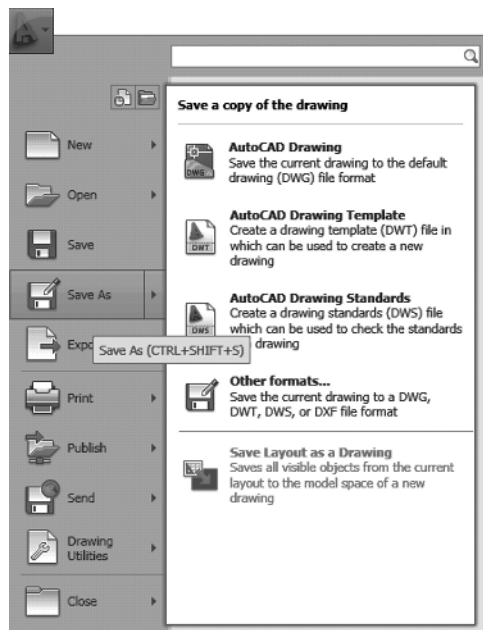 Save a copy of the drawing
New
Open
Save
Save As
Expo
Save As (CTRL+SHIFT+S)
Print
Publish
Send
Drawing
Utilities
Close
AutoCAD Drawing
Save the current drawing to the default
drawing (DWG) file format
DWG
AutoCAD Drawing Template
Create a drawing template (DWT) file in
which can be used to create a new
drawing
DWT
AutoCAD Drawing Standards
Create a drawing standards (DWS) file
which can be used to check the standards
drawing
DWS
Other formats...
Save the current drawing to a DWG,
DWT, DWS, or DXF file format
Save Layout as a Drawing
Saves all visible objects from the current
layout to the model space of a new
drawing